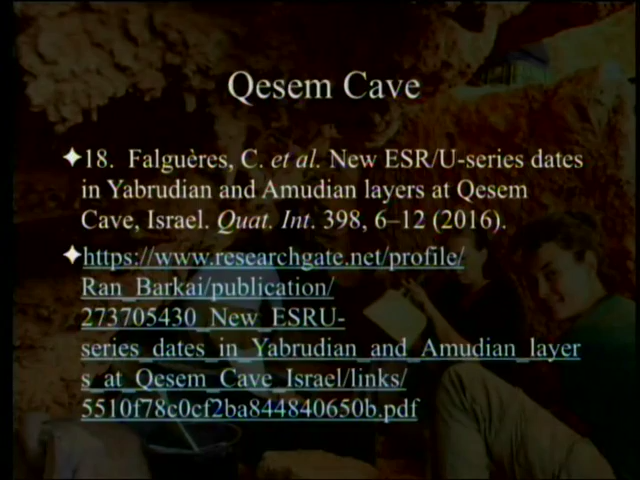 Qesem Cave
✦18. Falguères, C. et al. New ESR/U-series dates
in Yabrudian and Amudian layers at Qesem
Cave, Israel. Quat. Int. 398, 6–12 (2016).
✦https://www.researchgate.net/profile/
Ran_Barkai/publication/
273705430_New_ESRU-
series_dates_in_Yabrudian_and_Amudian_layer
s_at_Qesem_Cave_Israel/links/
5510f78c0cf2ba844840650b.pdf